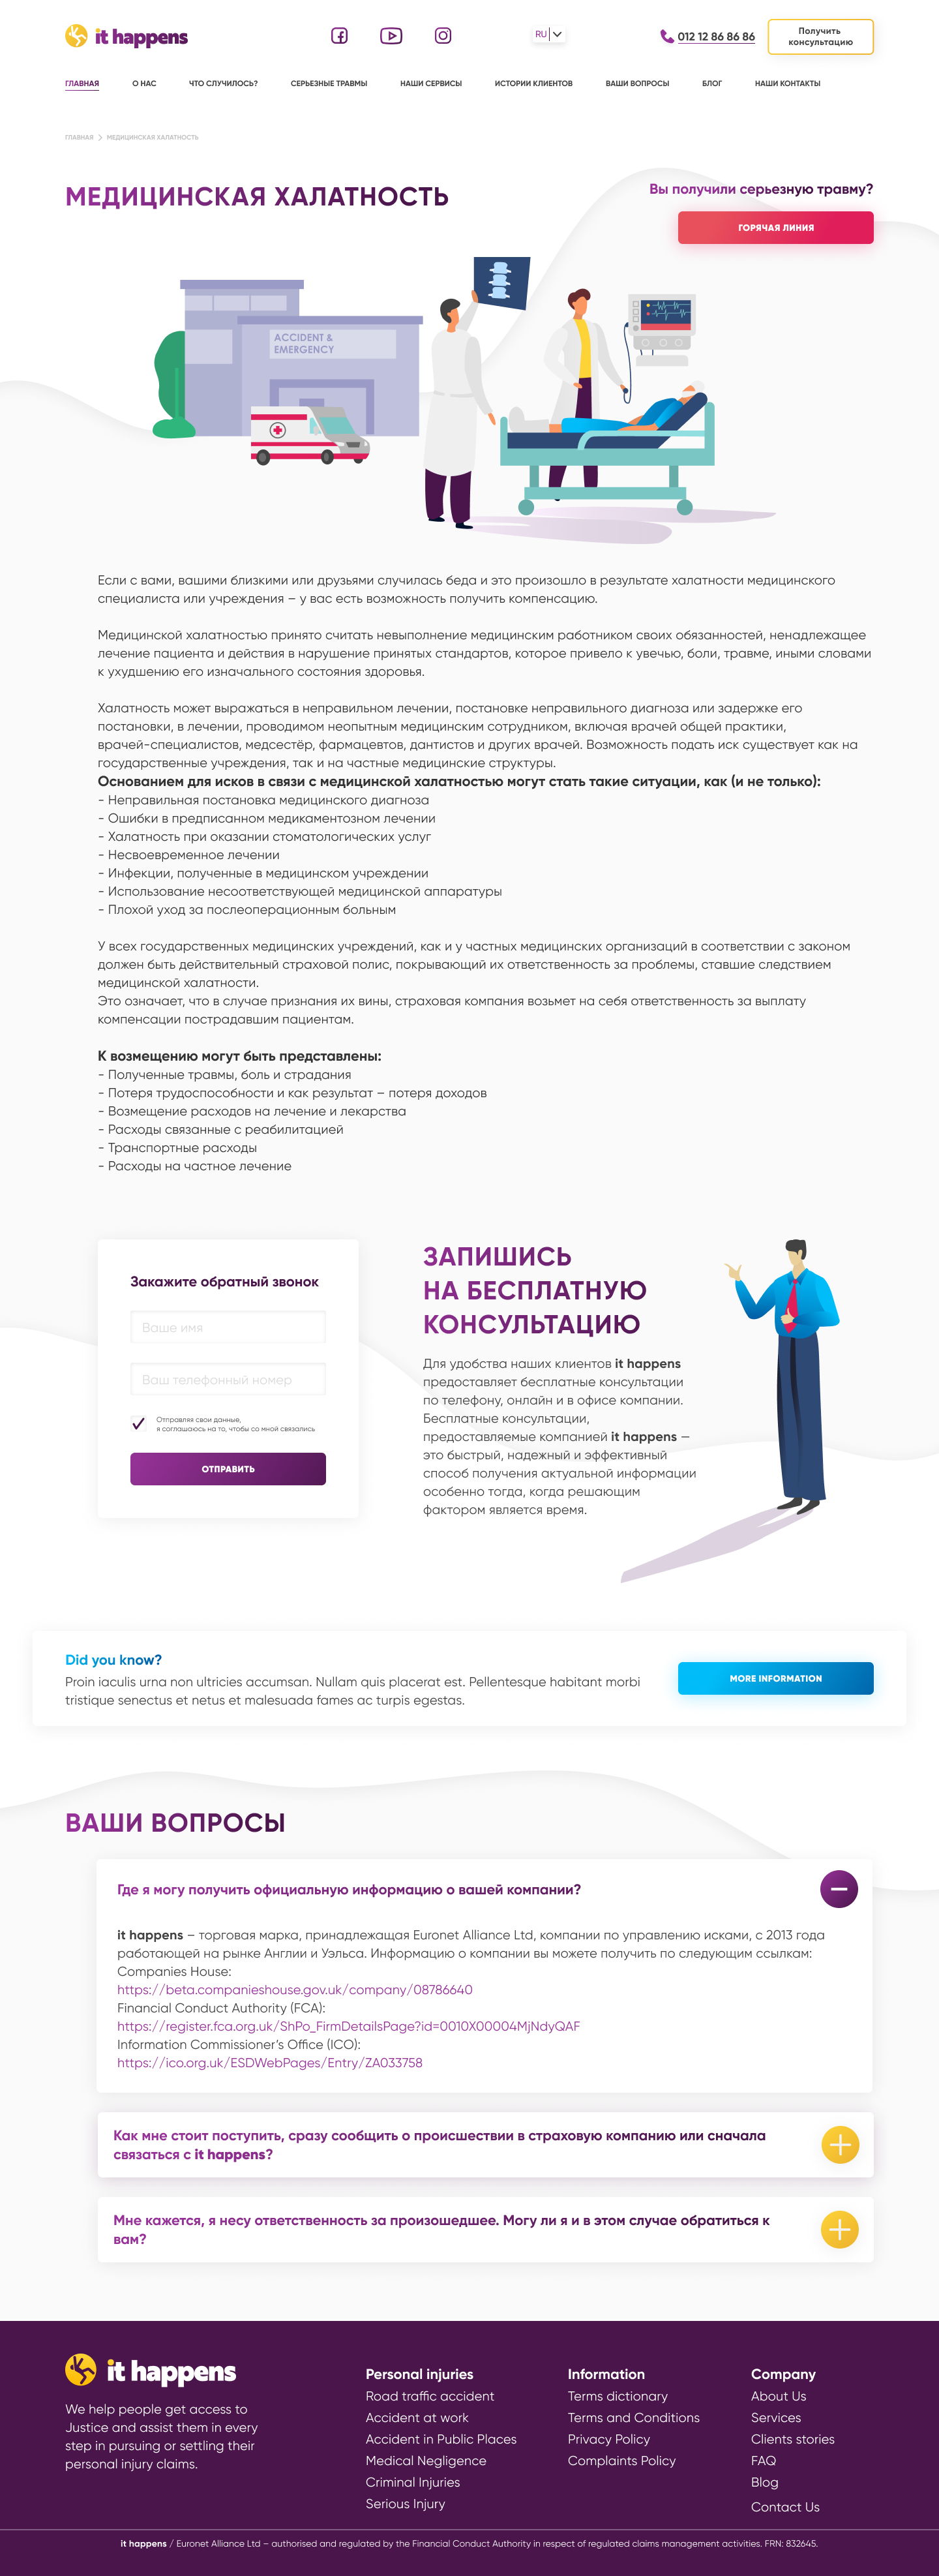 it happens
RU
012 12 86 86 86
Получить
консультацию
ГЛАВНАЯ
О НАС
ЧТО СЛУЧИЛОСЬ?
СЕРЬЕЗНЫЕ ТРАВМЫ
НАШИ СЕРВИСЫ
ИСТОРИИ КЛИЕНТОВ
ВАШИ ВОПРОСЫ
БЛОГ
НАШИ КОНТАКТЫ
ГЛАВНАЯ
МЕДИЦИНСКАЯ ХАЛАТНОСТЬ
МЕДИЦИНСКАЯ ХАЛАТНОСТЬ
Вы получили серьезную травму?
ГОРЯЧАЯ ЛИНИЯ
ACCIDENT &
EMERGENCY
Если с вами, вашими близкими или друзьями случилась беда и это произошло в результате халатности медицинского
специалиста или учреждения – у вас есть возможность получить компенсацию.
Медицинской халатностью принято считать невыполнение медицинским работником своих обязанностей, ненадлежащее
лечение пациента и действия в нарушение принятых стандартов, которое привело к увечью, боли, травме, иными словами
к ухудшению его изначального состояния здоровья.
Халатность может выражаться в неправильном лечении, постановке неправильного диагноза или задержке его
постановки, в лечении, проводимом неопытным медицинским сотрудником, включая врачей общей практики,
врачей-специалистов, медсестёр, фармацевтов, дантистов и других врачей. Возможность подать иск существует как на
государственные учреждения, так и на частные медицинские структуры.
Основанием для исков в связи с медицинской халатностью могут стать такие ситуации, как (и не только):
- Неправильная постановка медицинского диагноза
- Ошибки в предписанном медикаментозном лечении
- Халатность при оказании стоматологических услуг
- Несвоевременное лечении
- Инфекции, полученные в медицинском учреждении
- Использование несоответствующей медицинской аппаратуры
- Плохой уход за послеоперационным больным
У всех государственных медицинских учреждений, как и у частных медицинских организаций в соответствии с законом
должен быть действительный страховой полис, покрывающий их ответственность за проблемы, ставшие следствием
медицинской халатности.
Это означает, что в случае признания их вины, страховая компания возьмет на себя ответственность за выплату
компенсации пострадавшим пациентам.
К возмещению могут быть представлены:
- Полученные травмы, боль и страдания
- Потеря трудоспособности и как результат – потеря доходов
- Возмещение расходов на лечение и лекарства
- Расходы связанные с реабилитацией
- Транспортные расходы
- Расходы на частное лечение
Закажите обратный звонок
Ваше имя
Ваш телефонный номер
Отправляя свои данные,
я соглашаюсь на то, чтобы со мной связались
ОТПРАВИТЬ
ЗАПИШИСЬ
НА БЕСПЛАТНУЮ
КОНСУЛЬТАЦИЮ
Для удобства наших клиентов it happens
предоставляет бесплатные консультации
по телефону, онлайн и в офисе компании.
Бесплатные консультации,
предоставляемые компанией it happens —
это быстрый, надежный и эффективный
способ получения актуальной информации
особенно тогда, когда решающим
фактором является время.
Did you know?
Proin iaculis urna non ultricies accumsan. Nullam quis placerat est. Pellentesque habitant morbi
tristique senectus et netus et malesuada fames ac turpis egestas.
MORE INFORMATION
ВАШИ ВОПРОСЫ
Где я могу получить официальную информацию о вашей компании?
it happens – торговая марка, принадлежащая Euronet Alliance Ltd, компании по управлению исками, с 2013 года
работающей на рынке Англии и Уэльса. Информацию о компании вы можете получить по следующим ссылкам:
Companies House:
https://beta.companieshouse.gov.uk/company/08786640
Financial Conduct Authority (FCA):
https://register.fca.org.uk/ShPo_FirmDetailsPage?id=0010X00004MjNdyQAF
Information Commissioner's Office (ICO):
https://ico.org.uk/ESDWebPages/Entry/ZA033758
Как мне стоит поступить, сразу сообщить о происшествии в страховую компанию или сначала
связаться с it happens?
Мне кажется, я несу ответственность за произошедшее. Могу ли я и в этом случае обратиться к
вам?
it happens
We help people get access to
Justice and assist them in every
step in pursuing or settling their
personal injury claims.
Personal injuries
Road traffic accident
Accident at work
Accident in Public Places
Medical Negligence
Criminal Injuries
Serious Injury
Information
Terms dictionary
Terms and Conditions
Privacy Policy
Complaints Policy
Company
About Us
Services
Clients stories
FAQ
Blog
Contact Us
it happens / Euronet Alliance Ltd – authorised and regulated by the Financial Conduct Authority in respect of regulated claims management activities. FRN: 832645.